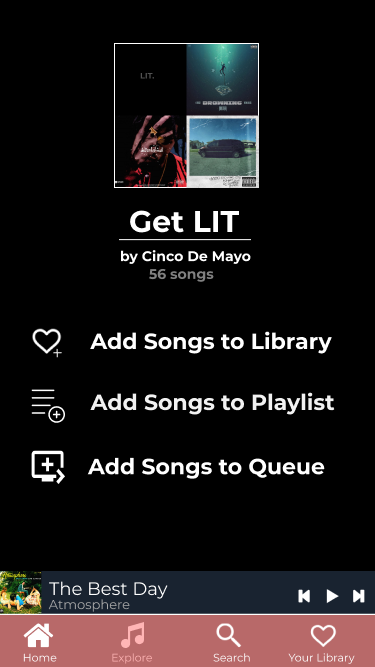 LIT.
DROWNING
Get LIT
by Cinco De Mayo
56 songs
Add Songs to Library
Add Songs to Playlist
Add Songs to Queue
The Best Day
Atmosphere
Home
Explore
Search
Your Library